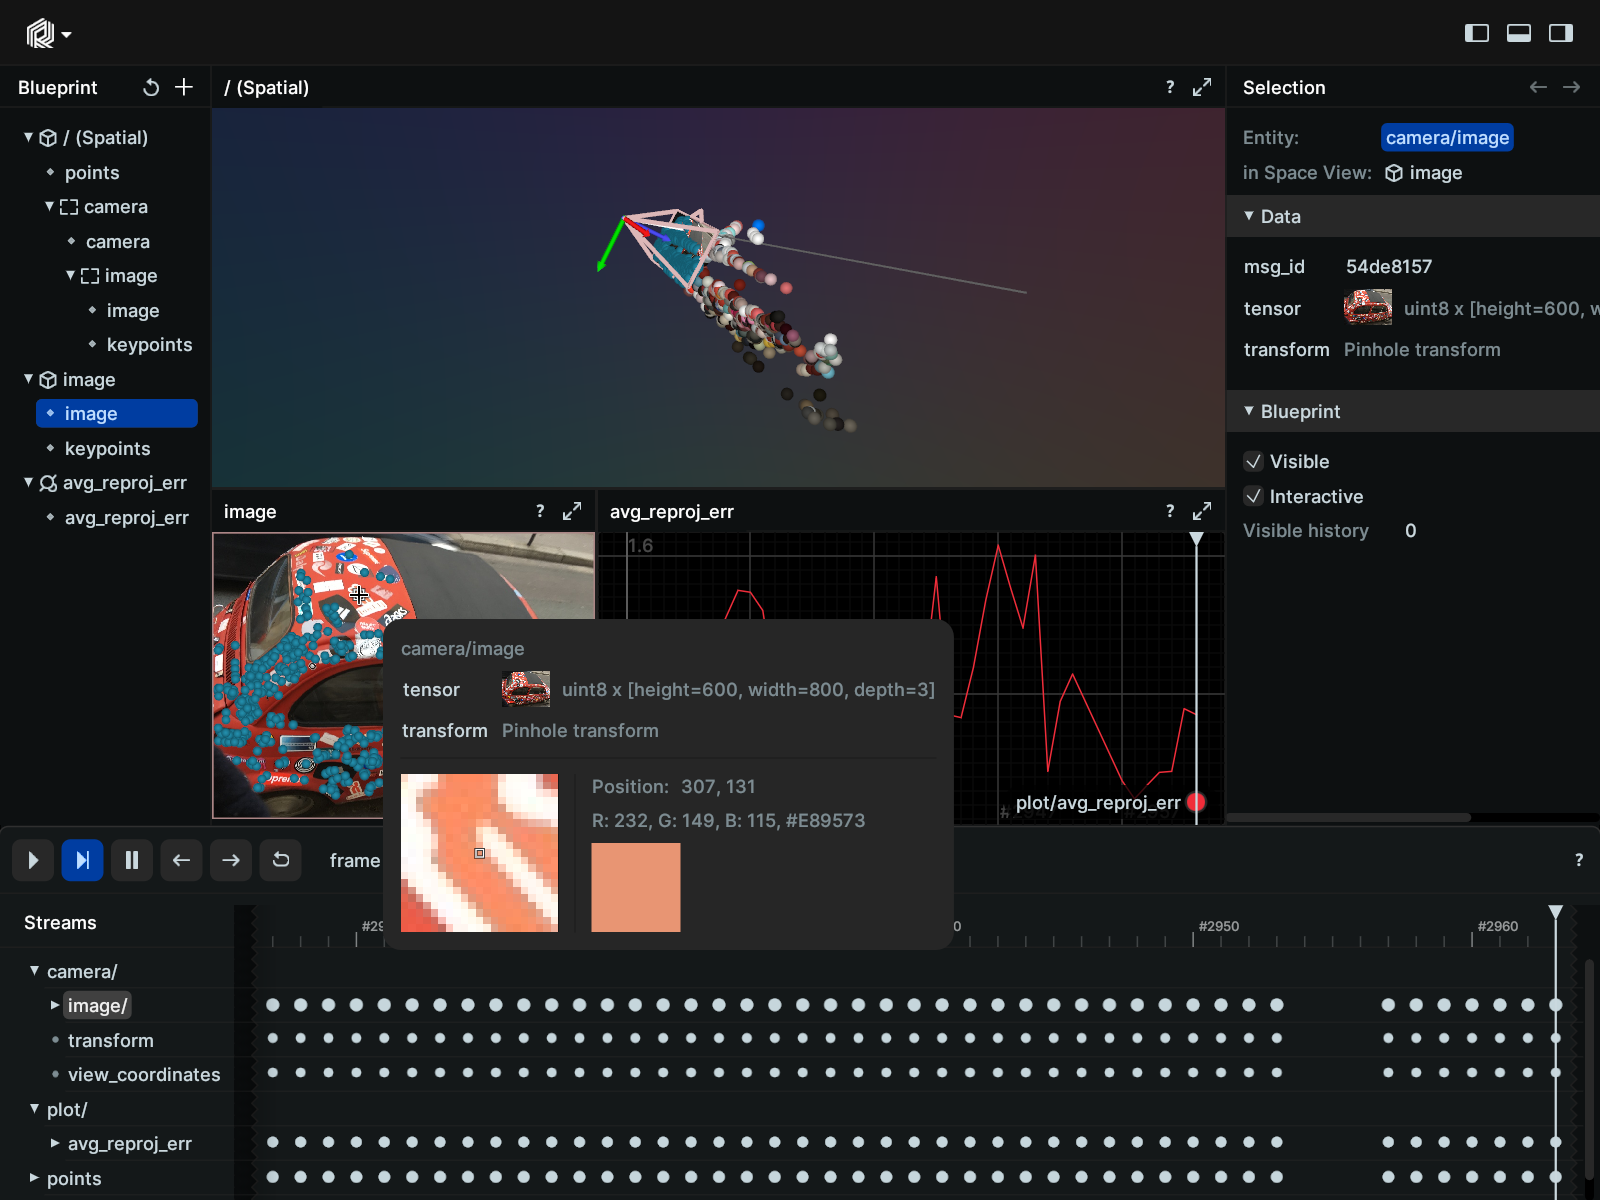 Blueprint
/ (Spatial)
points
camera
camera
image
image
keypoints
image
image
keypoints
avg_reproj_err
avg_reproj_err
/ (Spatial)
?
image
?
avg_reproj_err
?
1.6
plot/avg_reproj_err
camera/image
tensor uint8 x [height=600, width=800, depth=3]
transform Pinhole transform
Position: 307, 131
R: 232, G: 149, B: 115, #E89573
Selection
Entity: camera/image
in Space View: image
Data
msg_id 54de8157
tensor uint8 x [height=600, w
transform Pinhole transform
Blueprint
Visible
Interactive
Visible history 0
frame
?
Streams
#29
0
#2950
#2960
camera/
image/
transform
view_coordinates
plot/
avg_reproj_err
points